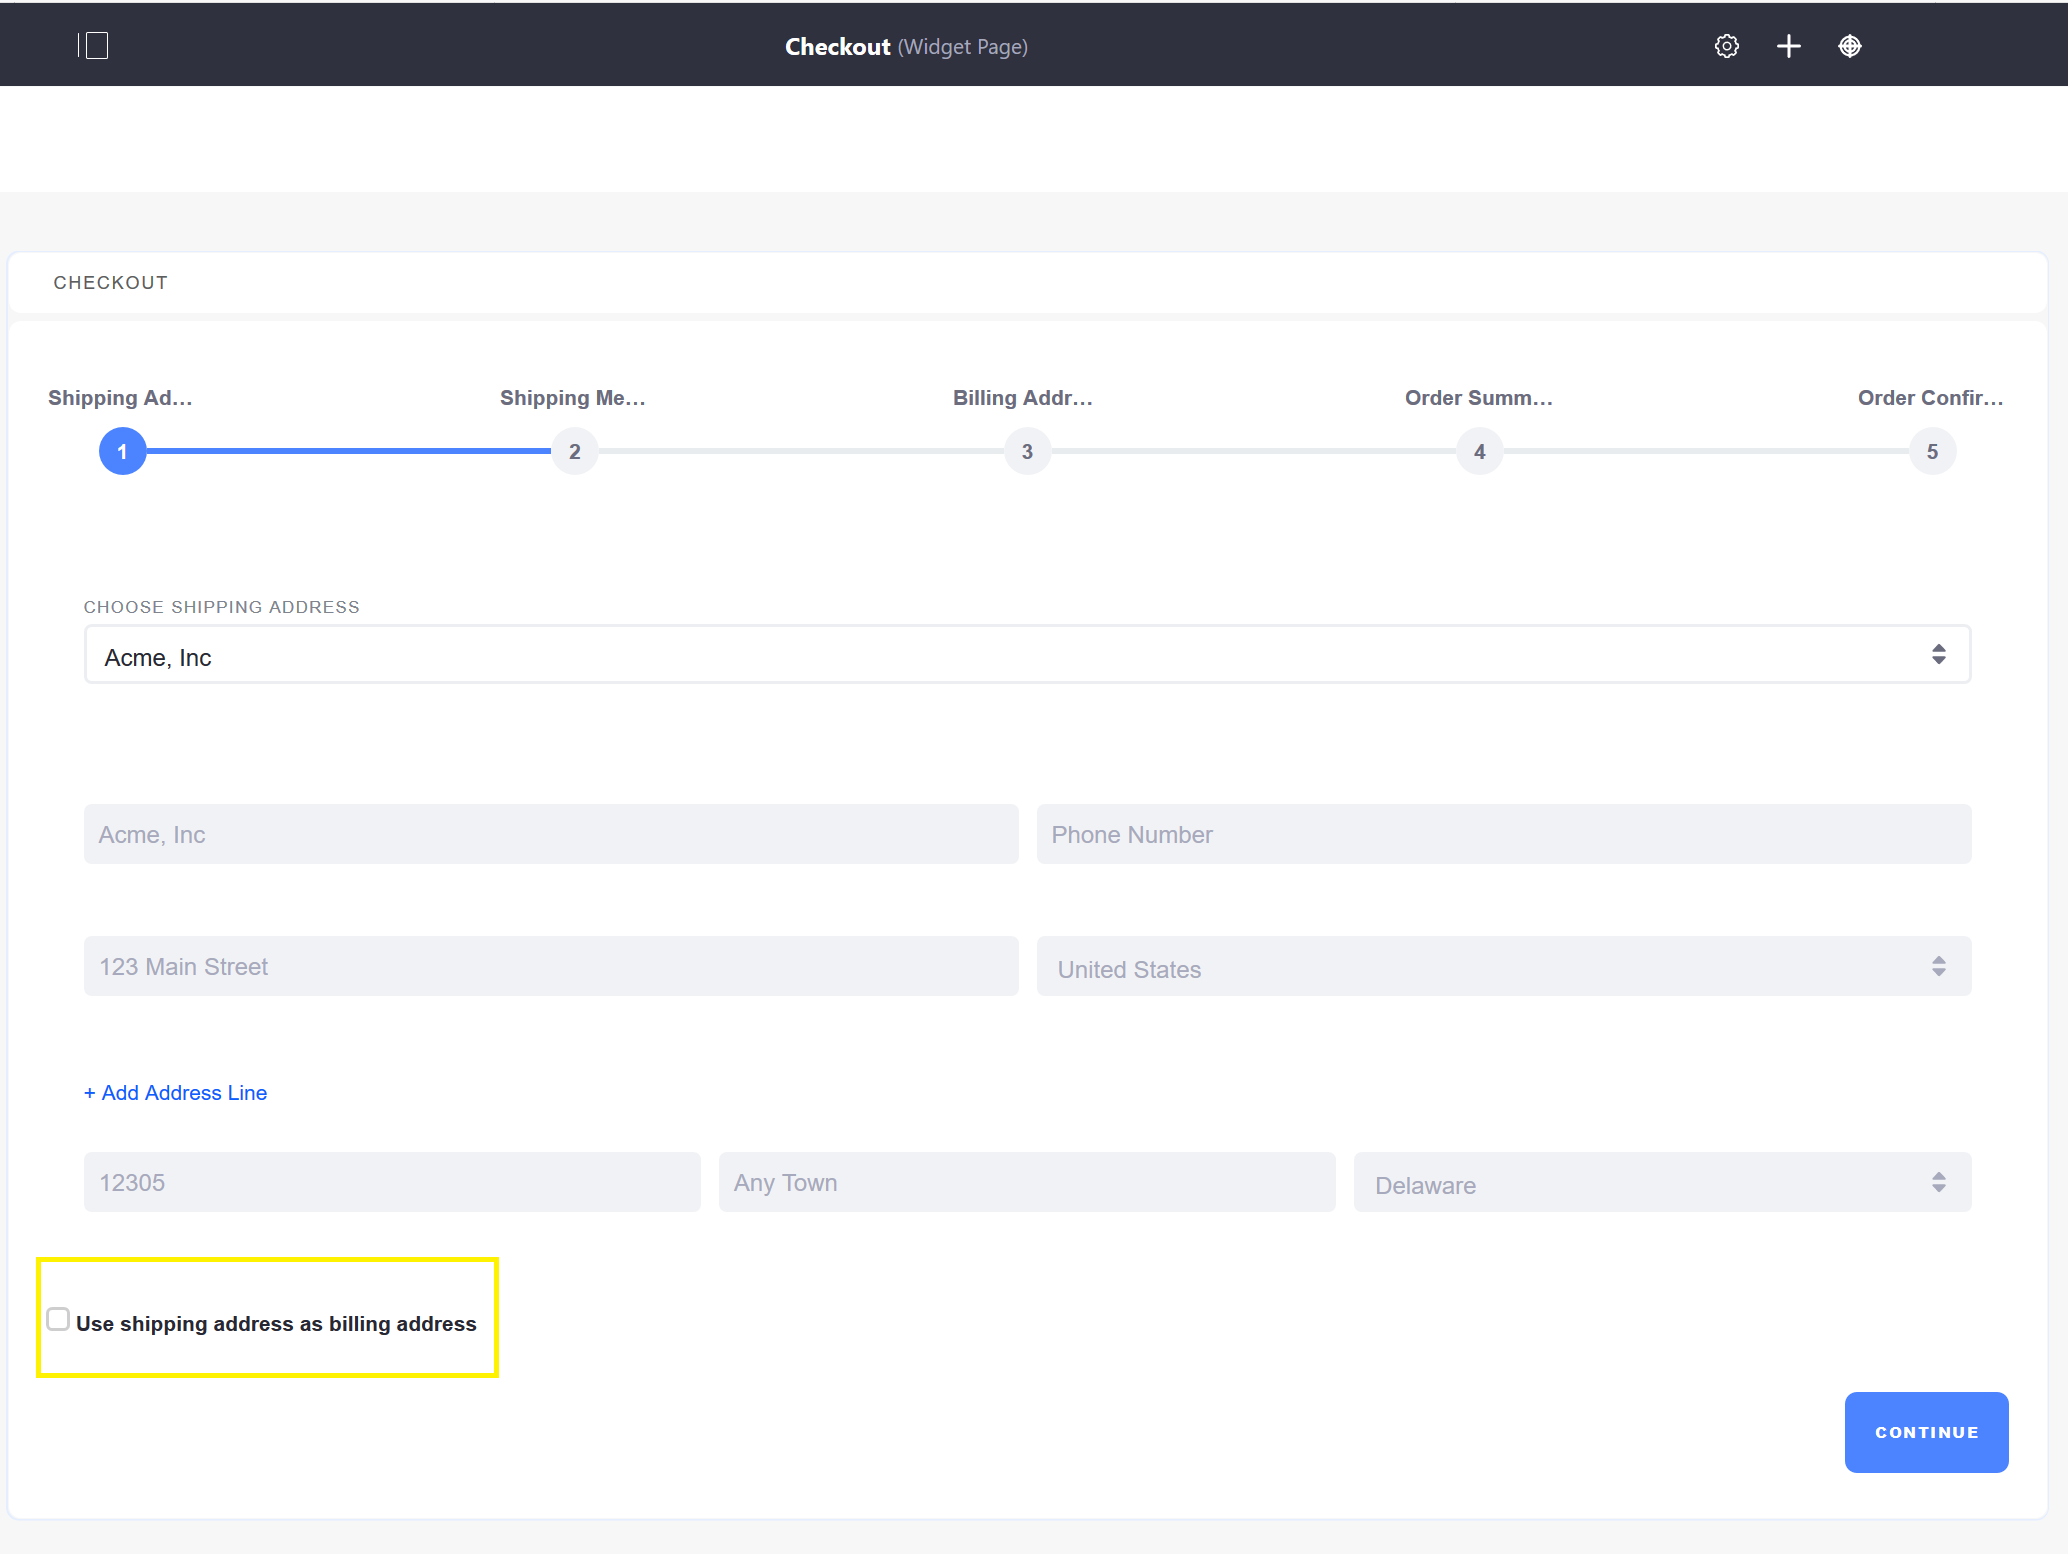 Checkout (Widget Page)
CHECKOUT
Shipping Ad... Shipping Me... Billing Addr... Order Summ... Order Confir...
1 2 3 4 5
CHOOSE SHIPPING ADDRESS
Acme, Inc
Acme, Inc Phone Number
123 Main Street United States
+ Add Address Line
12305 Any Town Delaware
Use shipping address as billing address
CONTINUE